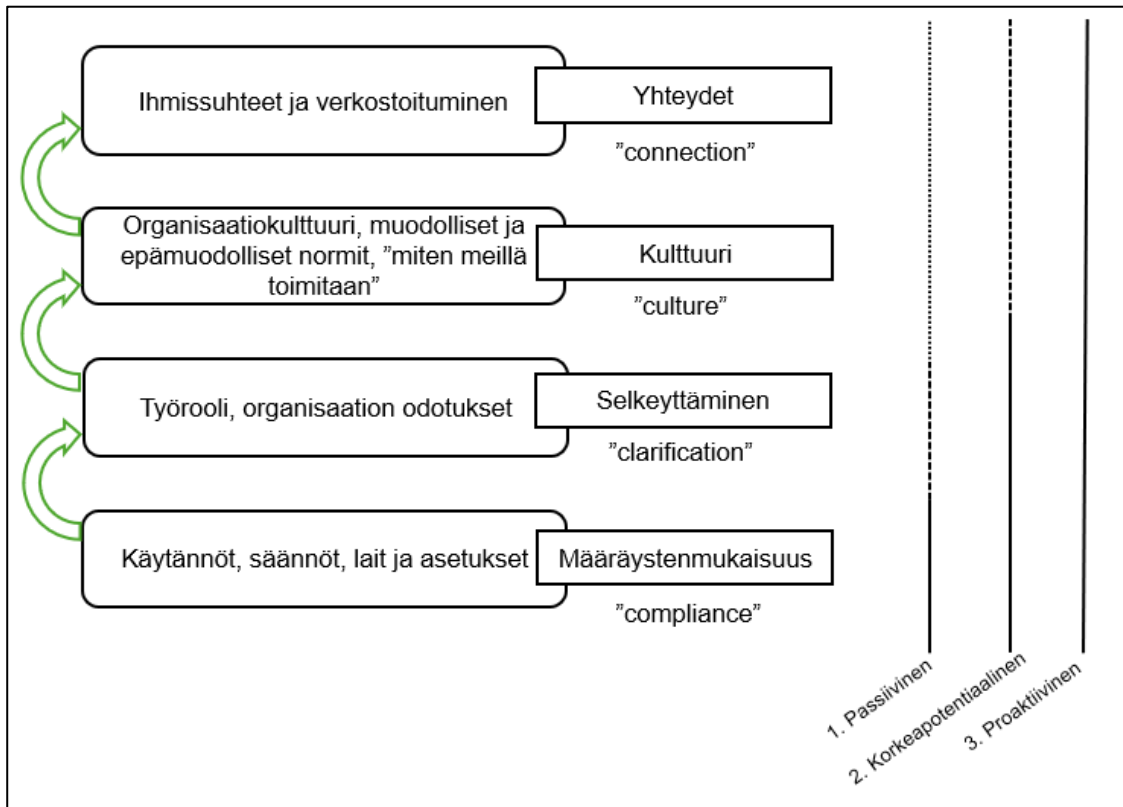 Ihmissuhteet ja verkostoituminen
Yhteydet
”connection”
Organisaatiokulttuuri, muodolliset ja
epämuodolliset normit, ”miten meillä
toimitaan”
Kulttuuri
”culture”
Työrooli, organisaation odotukset
Selkeyttäminen
”clarification”
Käytännöt, säännöt, lait ja asetukset
Määräystenmukaisuus
”compliance”
1. Passiivinen
2. Korkeapotentiaalinen
3. Proaktiivinen